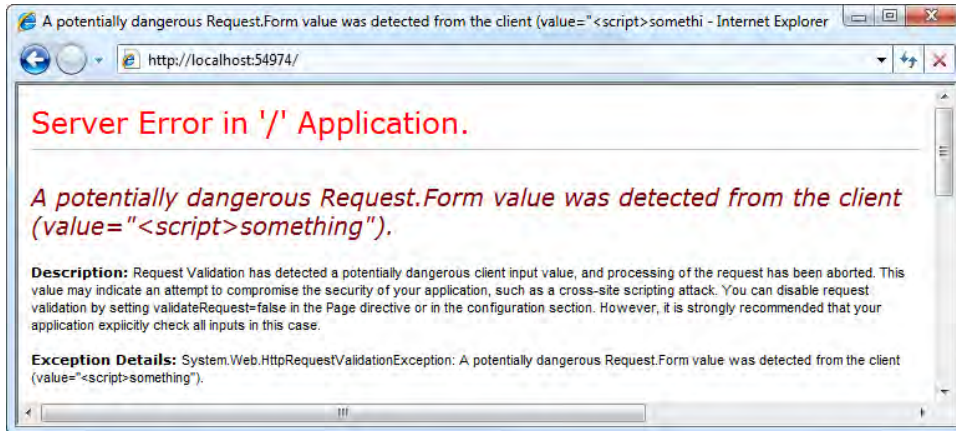 A potentially dangerous Request.Form value was detected from the client (value="<script>somethi - Internet Explorer
http://localhost:54974/
Server Error in '/' Application.
A potentially dangerous Request.Form value was detected from the client
(value="<script>something").
Description: Request Validation has detected a potentially dangerous client input value, and processing of the request has been aborted. This
value may indicate an attempt to compromise the security of your application, such as a cross-site scripting attack. You can disable request
validation by setting validateRequest=false in the Page directive or in the configuration section. However, it is strongly recommended that your
application explicitly check all inputs in this case.
Exception Details: System.Web.HttpRequestValidationException: A potentially dangerous Request.Form value was detected from the client
(value="<script>something").